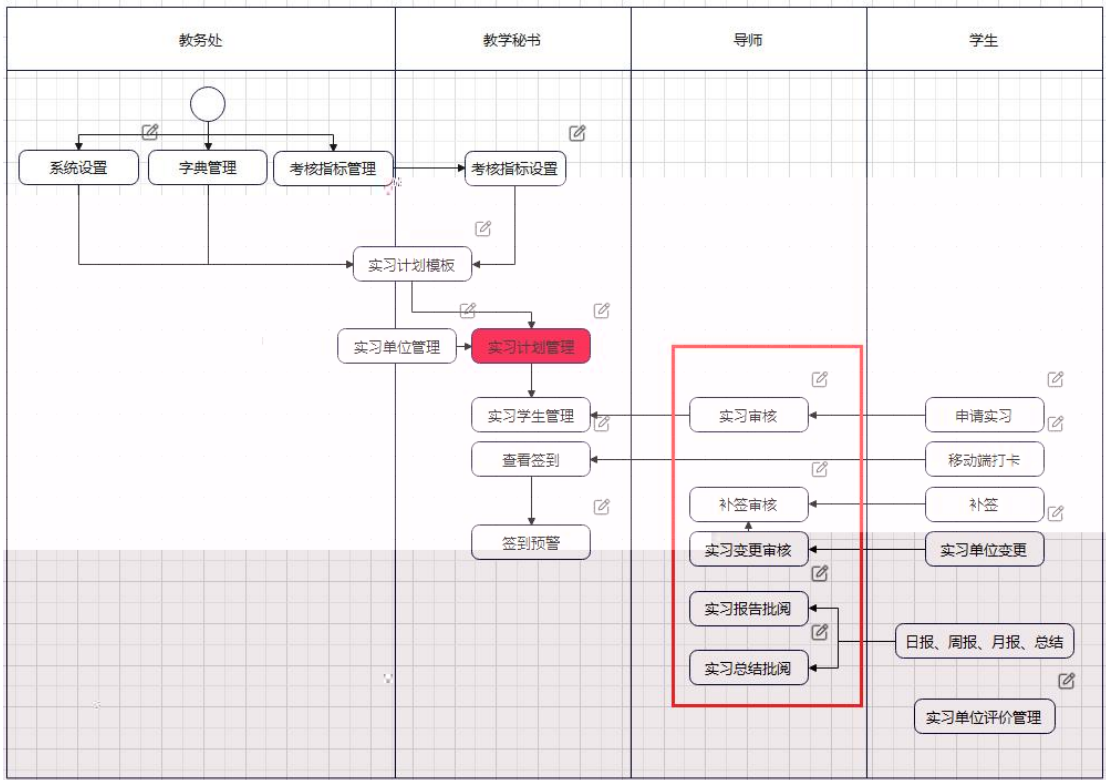 教务处
教学秘书
导师
学生
系统设置
字典管理
考核指标管理
考核指标设置
实习计划模板
实习单位管理
实习计划管理
实习学生管理
实习审核
申请实习
查看签到
移动端打卡
补签审核
补签
签到预警
实习变更审核
实习单位变更
实习报告批阅
日报、周报、月报、总结
实习总结批阅
实习单位评价管理